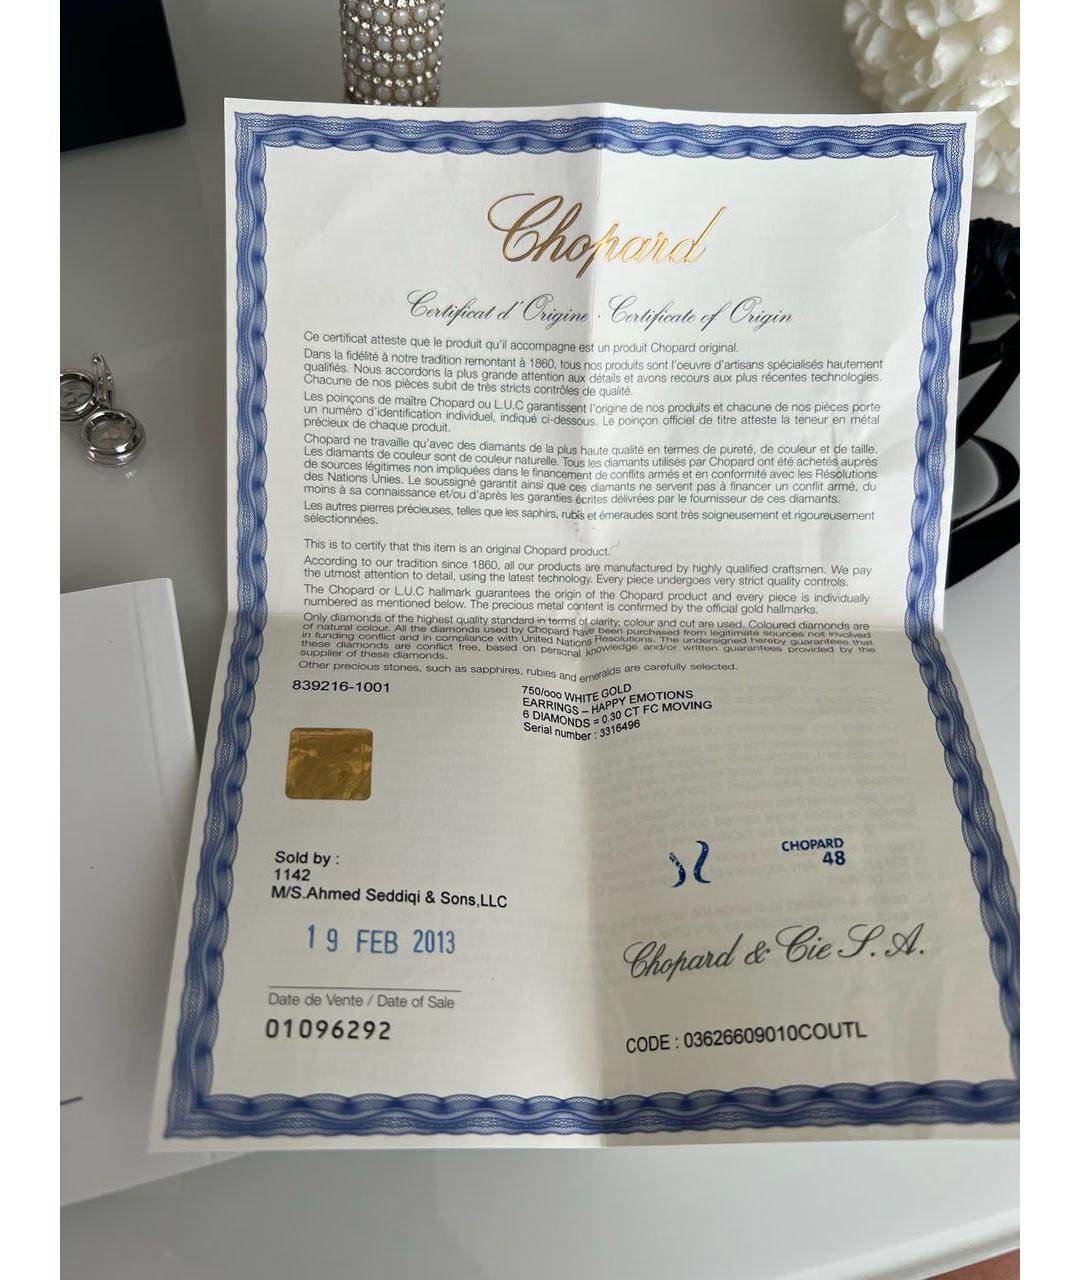 Chopard
Certificat d'Origine · Certificate of Origin
Ce certificat atteste que le produit qu'il accompagne est un produit Chopard original.
Dans la fidélité à notre tradition remontant à 1860, tous nos produits sont l'oeuvre d'artisans spécialisés hautement
qualifiés. Nous accordons la plus grande attention aux détails et avons recours aux plus récentes technologies.
Chacune de nos pièces subit de très stricts contrôles de qualité.
Les poinçons de maître Chopard ou L.U.C garantissent l'origine de nos produits et chacune de nos pièces porte
un numéro d'identification individuel, indiqué ci-dessous. Le poinçon officiel de titre atteste la teneur en métal
précieux de chaque produit.
Chopard ne travaille qu'avec des diamants de la plus haute qualité en termes de pureté, de couleur et de taille.
Les diamants de couleur sont de couleur naturelle. Tous les diamants utilisés par Chopard ont été achetés auprès
de sources légitimes non impliquées dans le financement de conflits armés et en conformité avec les Résolutions
des Nations Unies. Le soussigné garantit ainsi que ces diamants ne servent pas à financer un conflit armé, du
moins à sa connaissance et/ou d'après les garanties écrites délivrées par le fournisseur de ces diamants.
Les autres pierres précieuses, telles que les saphirs, rubis et émeraudes sont très soigneusement et rigoureusement
sélectionnées.
This is to certify that this item is an original Chopard product.
According to our tradition since 1860, all our products are manufactured by highly qualified craftsmen. We pay
the utmost attention to detail, using the latest technology. Every piece undergoes very strict quality controls.
The Chopard or L.U.C hallmark guarantees the origin of the Chopard product and every piece is individually
numbered as mentioned below. The precious metal content is confirmed by the official gold hallmarks.
Only diamonds of the highest quality standard in terms of clarity, colour and cut are used. Coloured diamonds are
of natural colour. All the diamonds used by Chopard have been purchased from legitimate sources not involved
in funding conflict and in compliance with United Nations Resolutions. The undersigned hereby guarantees that
these diamonds are conflict free, based on personal knowledge and/or written guarantees provided by the
supplier of these diamonds.
Other precious stones, such as sapphires, rubies and emeralds are carefully selected.
839216-1001
750/ooo WHITE GOLD
EARRINGS – HAPPY EMOTIONS
6 DIAMONDS = 0.30 CT FC MOVING
Serial number : 3316496
CHOPARD
48
Sold by :
1142
M/S.Ahmed Seddiqi & Sons,LLC
19 FEB 2013
Chopard & Cie S.A.
Date de Vente / Date of Sale
01096292
CODE : 03626609010COUTL